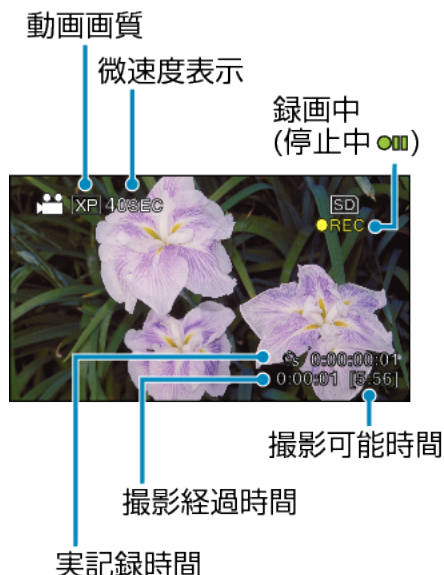 動画画質
微速度表示
録画中
(停止中●II)
XP 40SEC
SD
●REC
0:00:00:01
0:00:01 [5:56]
撮影可能時間
撮影経過時間
実記録時間